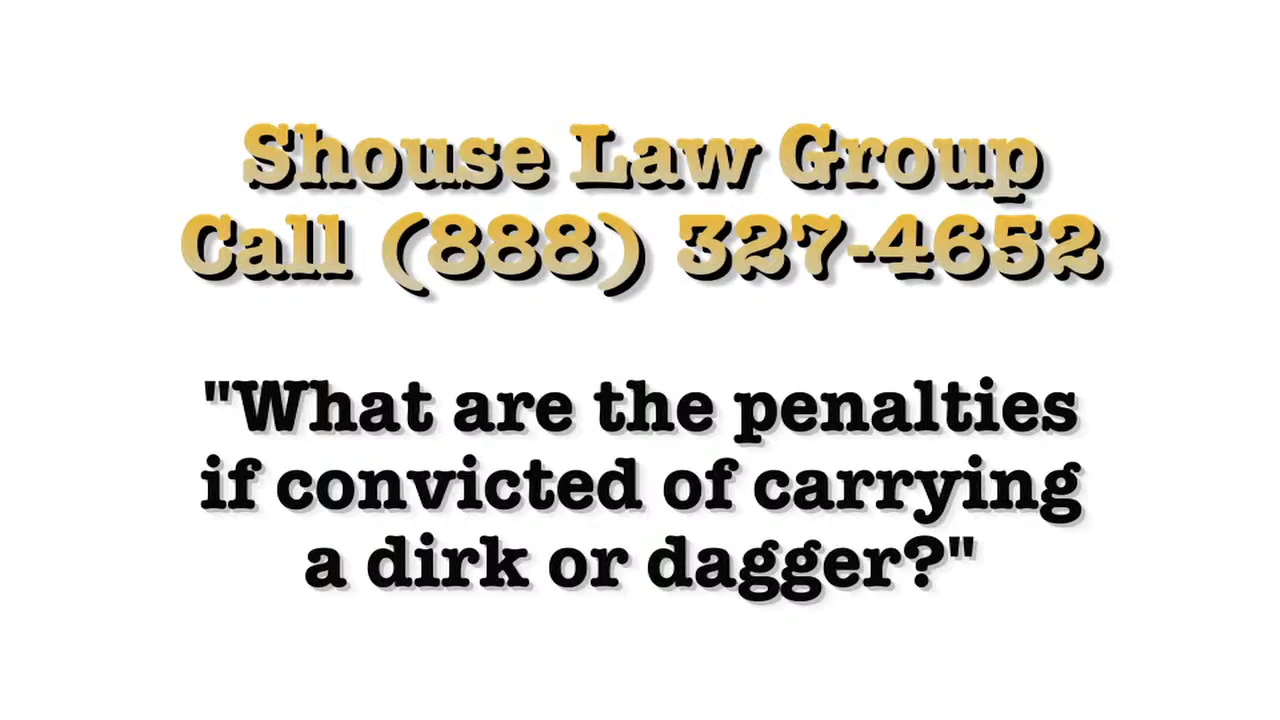 Shouse Law Group
Call (888) 327-4652
"What are the penalties
if convicted of carrying
a dirk or dagger?"